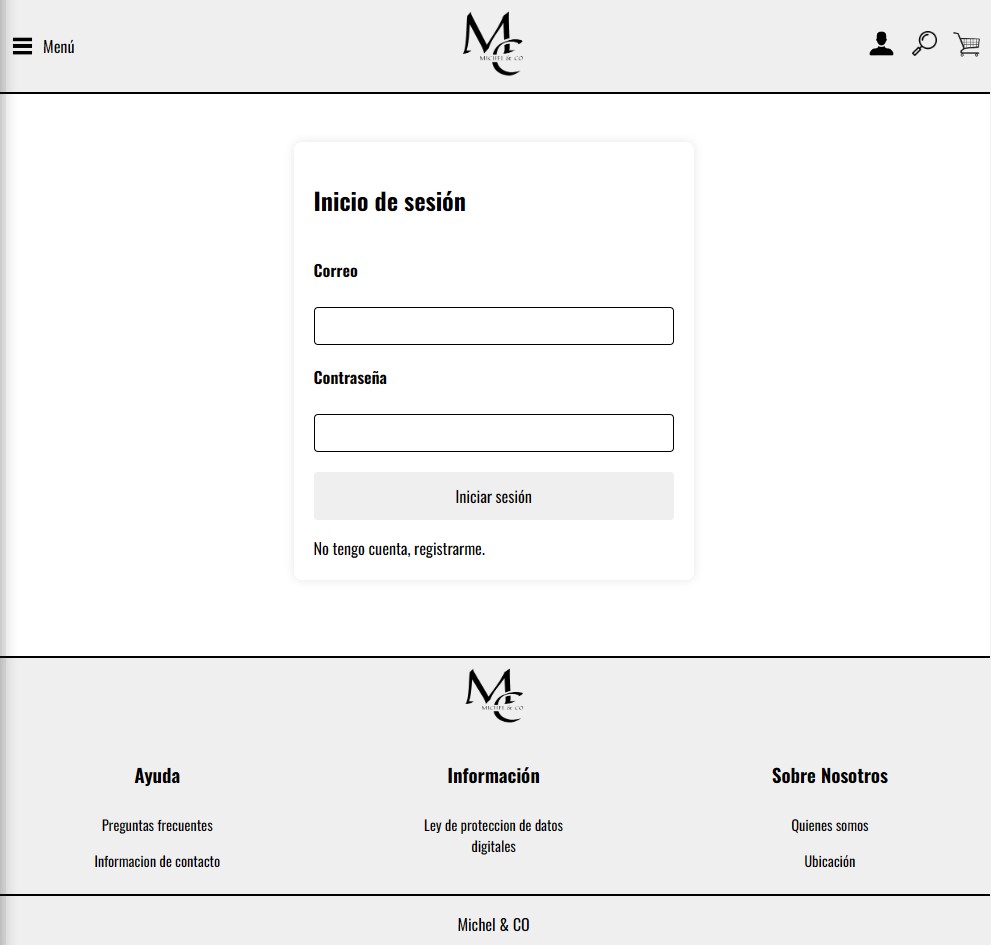 Menú
MC
MICHEL & CO
Inicio de sesión
Correo
Contraseña
Iniciar sesión
No tengo cuenta, registrarme.
MC
MICHEL & CO
Ayuda
Preguntas frecuentes
Informacion de contacto
Información
Ley de proteccion de datos
digitales
Sobre Nosotros
Quienes somos
Ubicación
Michel & CO